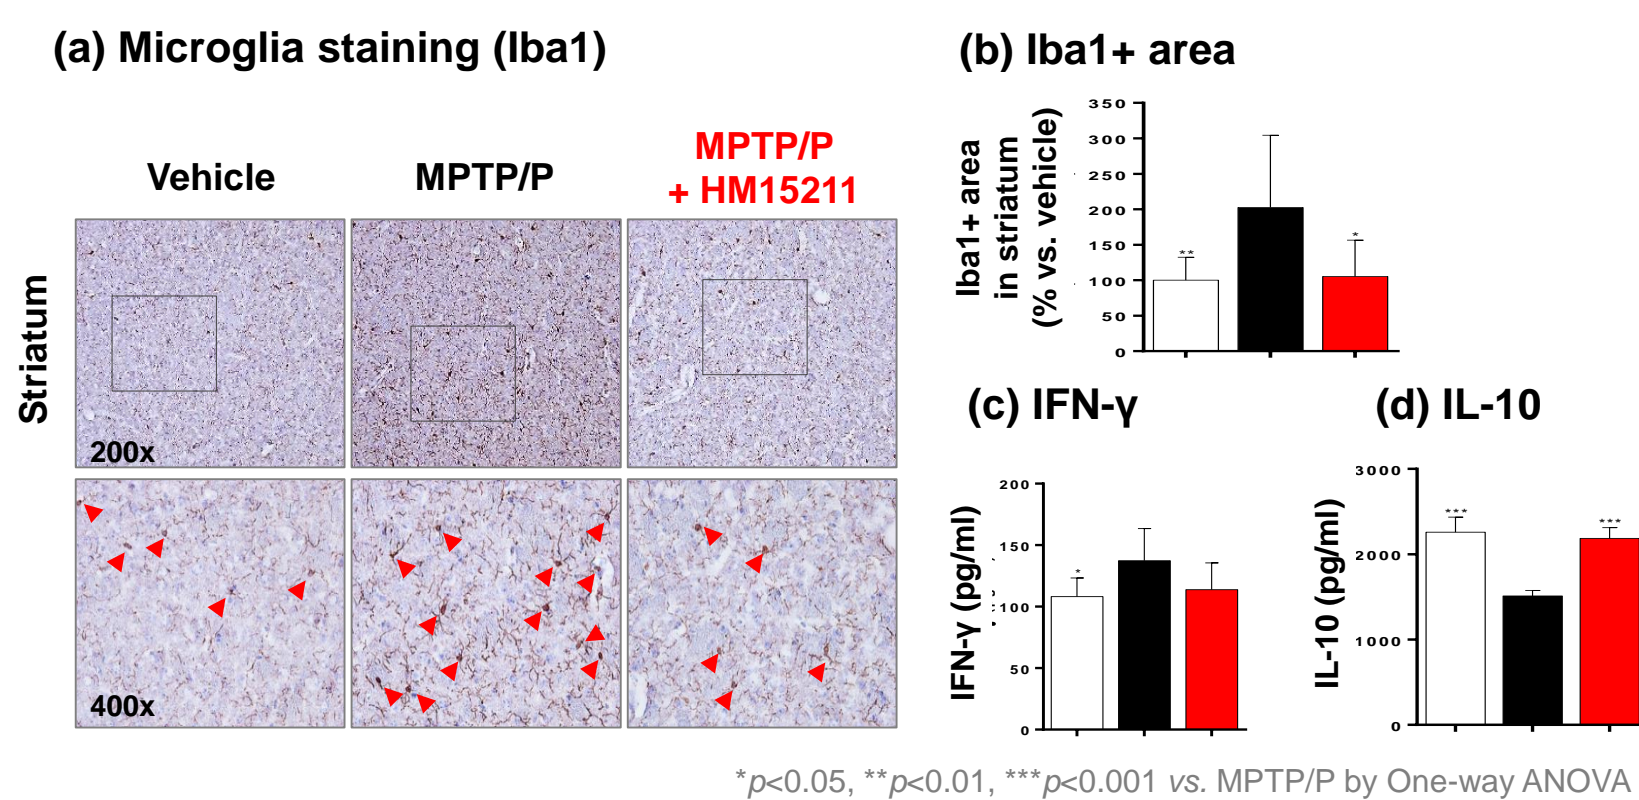 (a) Microglia staining (Iba1)
Vehicle
MPTP/P
MPTP/P
+ HM15211
Striatum
200x
400x
(b) Iba1+ area
Iba1+ area
in striatum
(% vs. vehicle)
350
300
250
200
150
100
50
0
**
*
(c) IFN-γ
IFN-γ (pg/ml)
200
150
100
50
0
*
(d) IL-10
IL-10 (pg/ml)
3000
2000
1000
0
***
***
*p<0.05, **p<0.01, ***p<0.001 vs. MPTP/P by One-way ANOVA